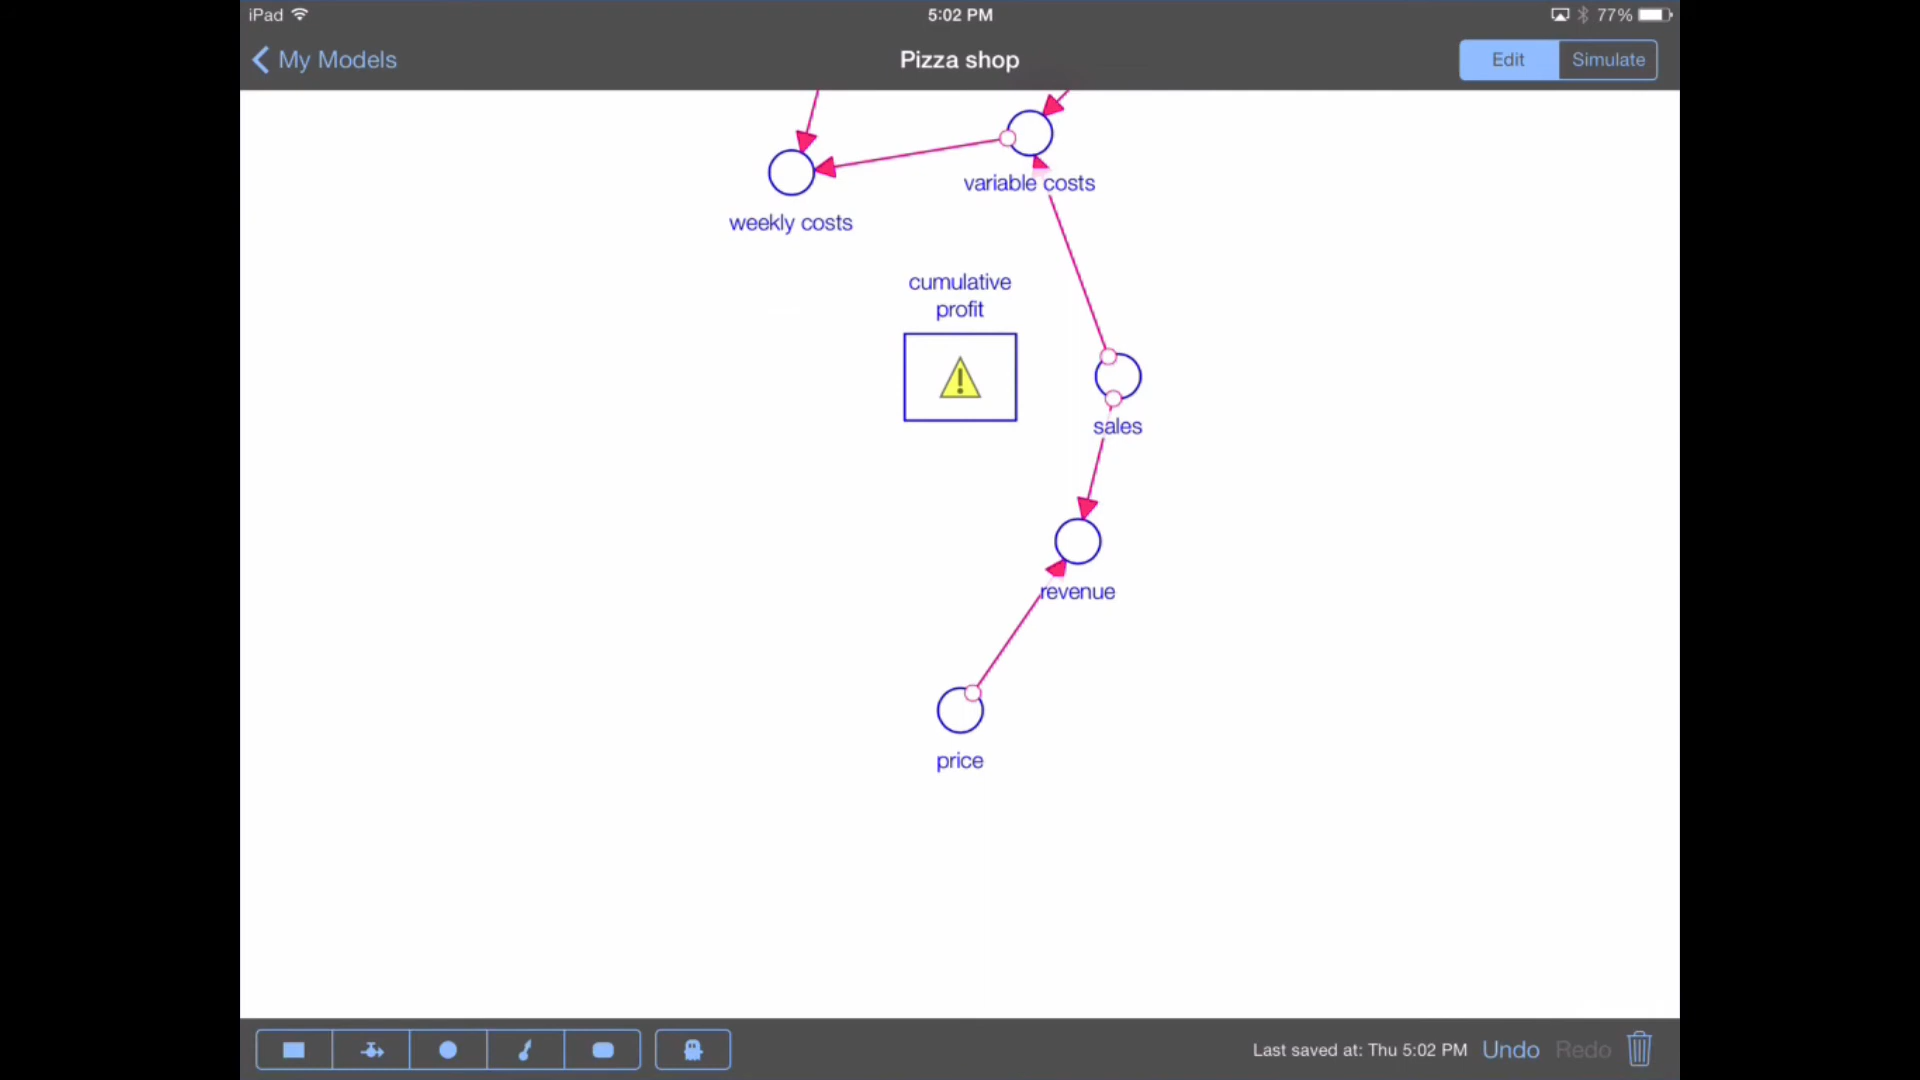 iPad
5:02 PM
77%
My Models
Pizza shop
Edit
Simulate
variable costs
weekly costs
cumulative
profit
sales
revenue
price
Last saved at: Thu 5:02 PM
Undo
Redo